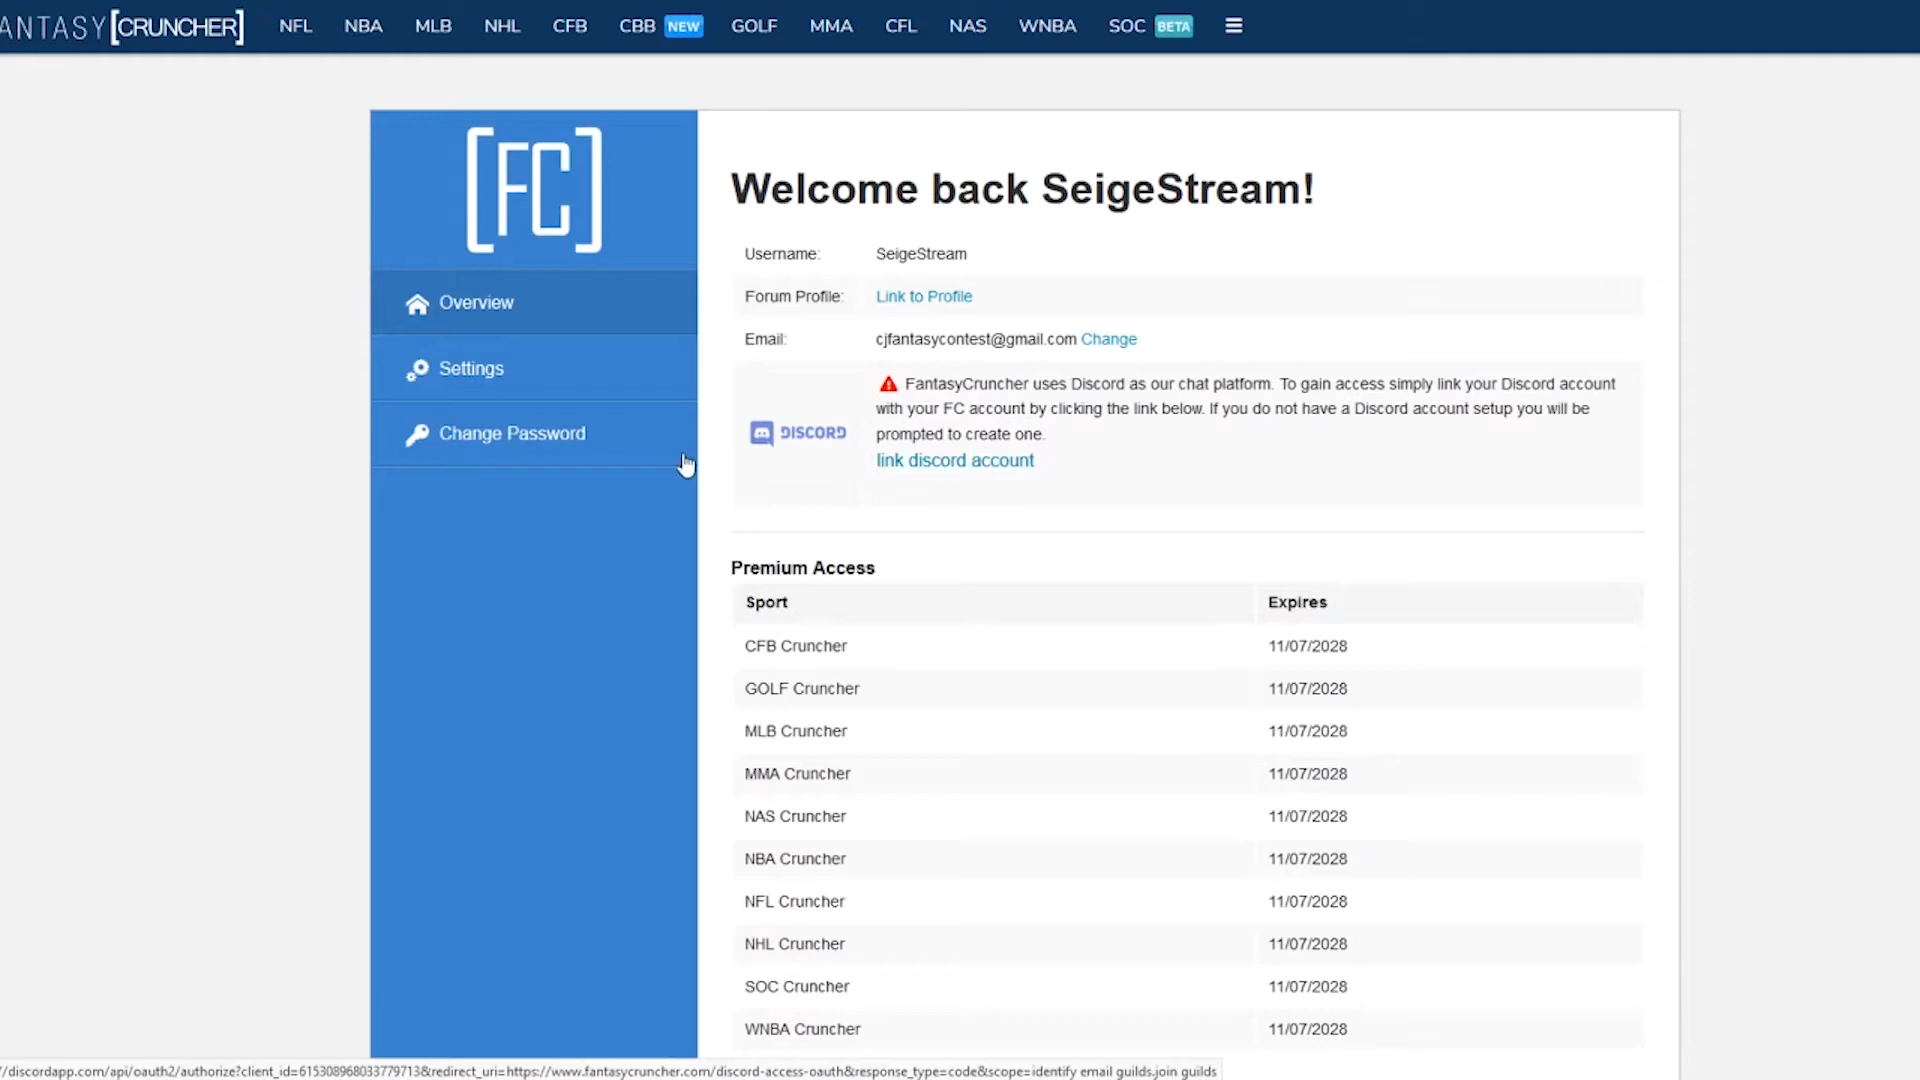 ANTASY[CRUNCHER] NFL NBA MLB NHL CFB CBB NEW GOLF MMA CFL NAS WNBA SOC BETA
[FC]
Overview
Settings
Change Password
Welcome back SeigeStream!
Username: SeigeStream
Forum Profile: Link to Profile
Email: cjfantasycontest@gmail.com Change
DISCORD
FantasyCruncher uses Discord as our chat platform. To gain access simply link your Discord account
with your FC account by clicking the link below. If you do not have a Discord account setup you will be
prompted to create one.
link discord account
Premium Access
Sport Expires
CFB Cruncher 11/07/2028
GOLF Cruncher 11/07/2028
MLB Cruncher 11/07/2028
MMA Cruncher 11/07/2028
NAS Cruncher 11/07/2028
NBA Cruncher 11/07/2028
NFL Cruncher 11/07/2028
NHL Cruncher 11/07/2028
SOC Cruncher 11/07/2028
WNBA Cruncher 11/07/2028
//discordapp.com/api/oauth2/authorize?client_id=615308968033779713&redirect_uri=https://www.fantasycruncher.com/discord-access-oauth&response_type=code&scope=identify email guilds.join guilds